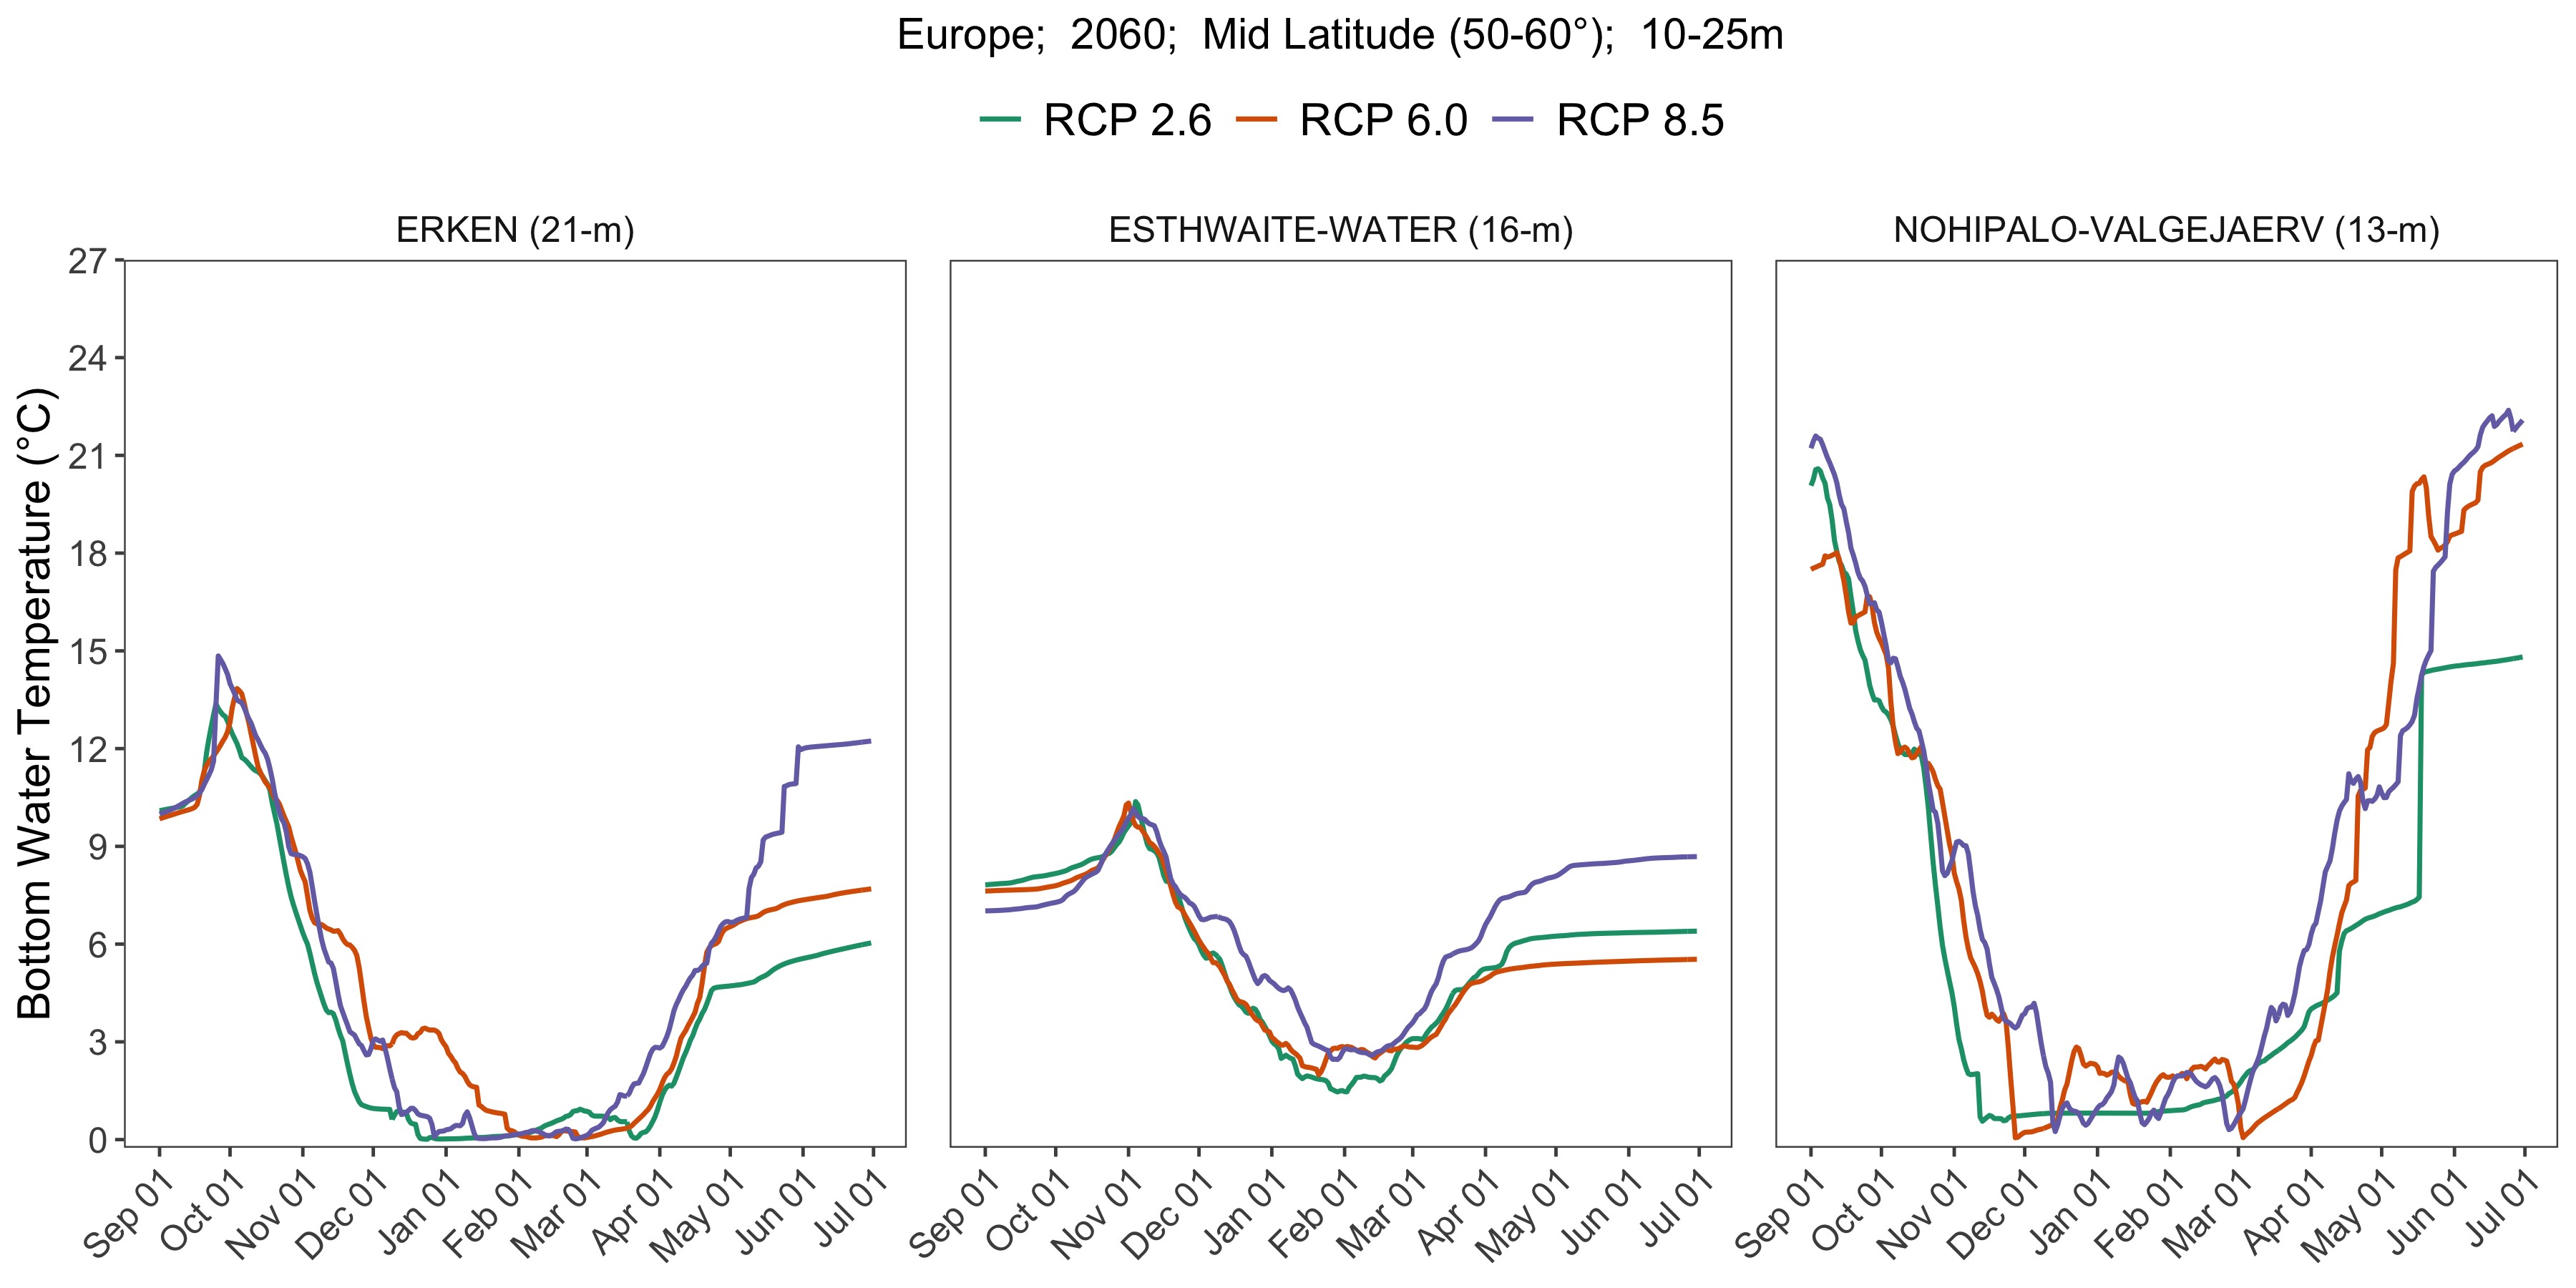 Europe;  2060;  Mid Latitude (50-60°);  10-25m
RCP 2.6 RCP 6.0 RCP 8.5
ERKEN (21-m) ESTHWAITE-WATER (16-m) NOHIPALO-VALGEJAERV (13-m)
Bottom Water Temperature (°C)
27
24
21
18
15
12
9
6
3
0
Sep 01 Oct 01 Nov 01 Dec 01 Jan 01 Feb 01 Mar 01 Apr 01 May 01 Jun 01 Jul 01 Sep 01 Oct 01 Nov 01 Dec 01 Jan 01 Feb 01 Mar 01 Apr 01 May 01 Jun 01 Jul 01 Sep 01 Oct 01 Nov 01 Dec 01 Jan 01 Feb 01 Mar 01 Apr 01 May 01 Jun 01 Jul 01